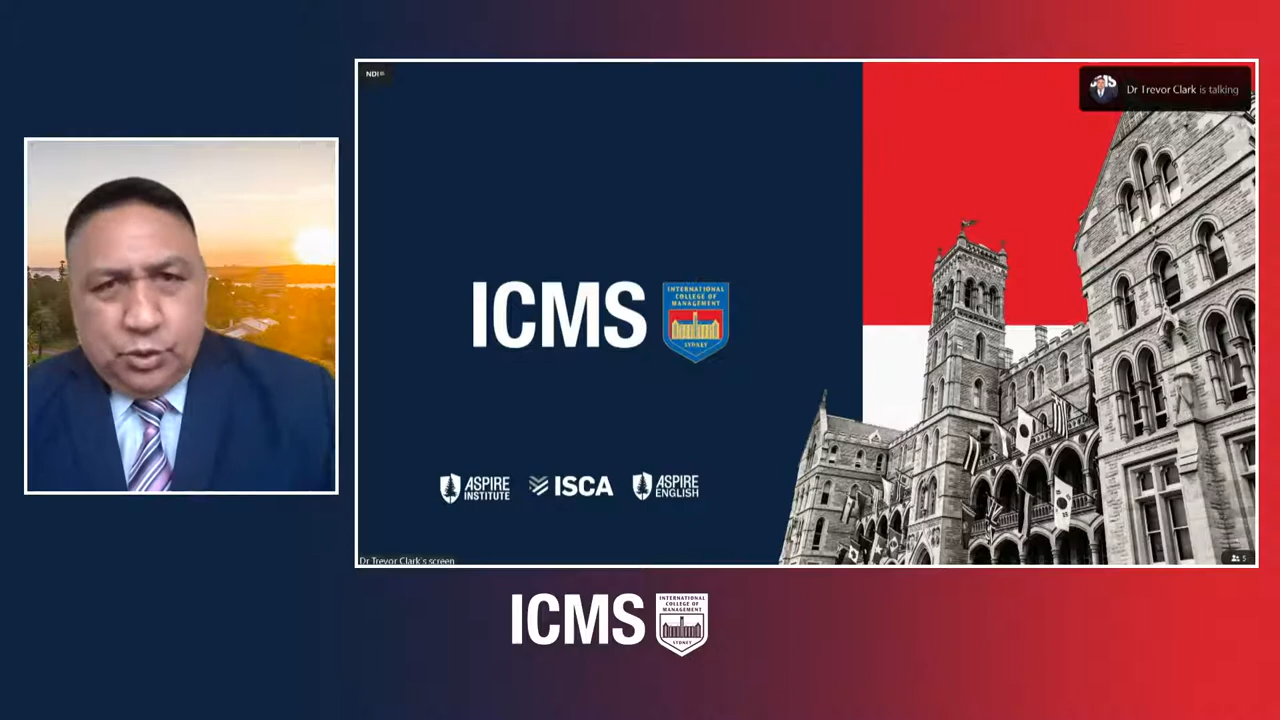 NDI
Dr Trevor Clark is talking
ICMS
INTERNATIONAL
COLLEGE OF
MANAGEMENT
SYDNEY
ASPIRE
INSTITUTE
ISCA
ASPIRE
ENGLISH
Dr Trevor Clark's screen
5
ICMS
INTERNATIONAL
COLLEGE OF
MANAGEMENT
SYDNEY